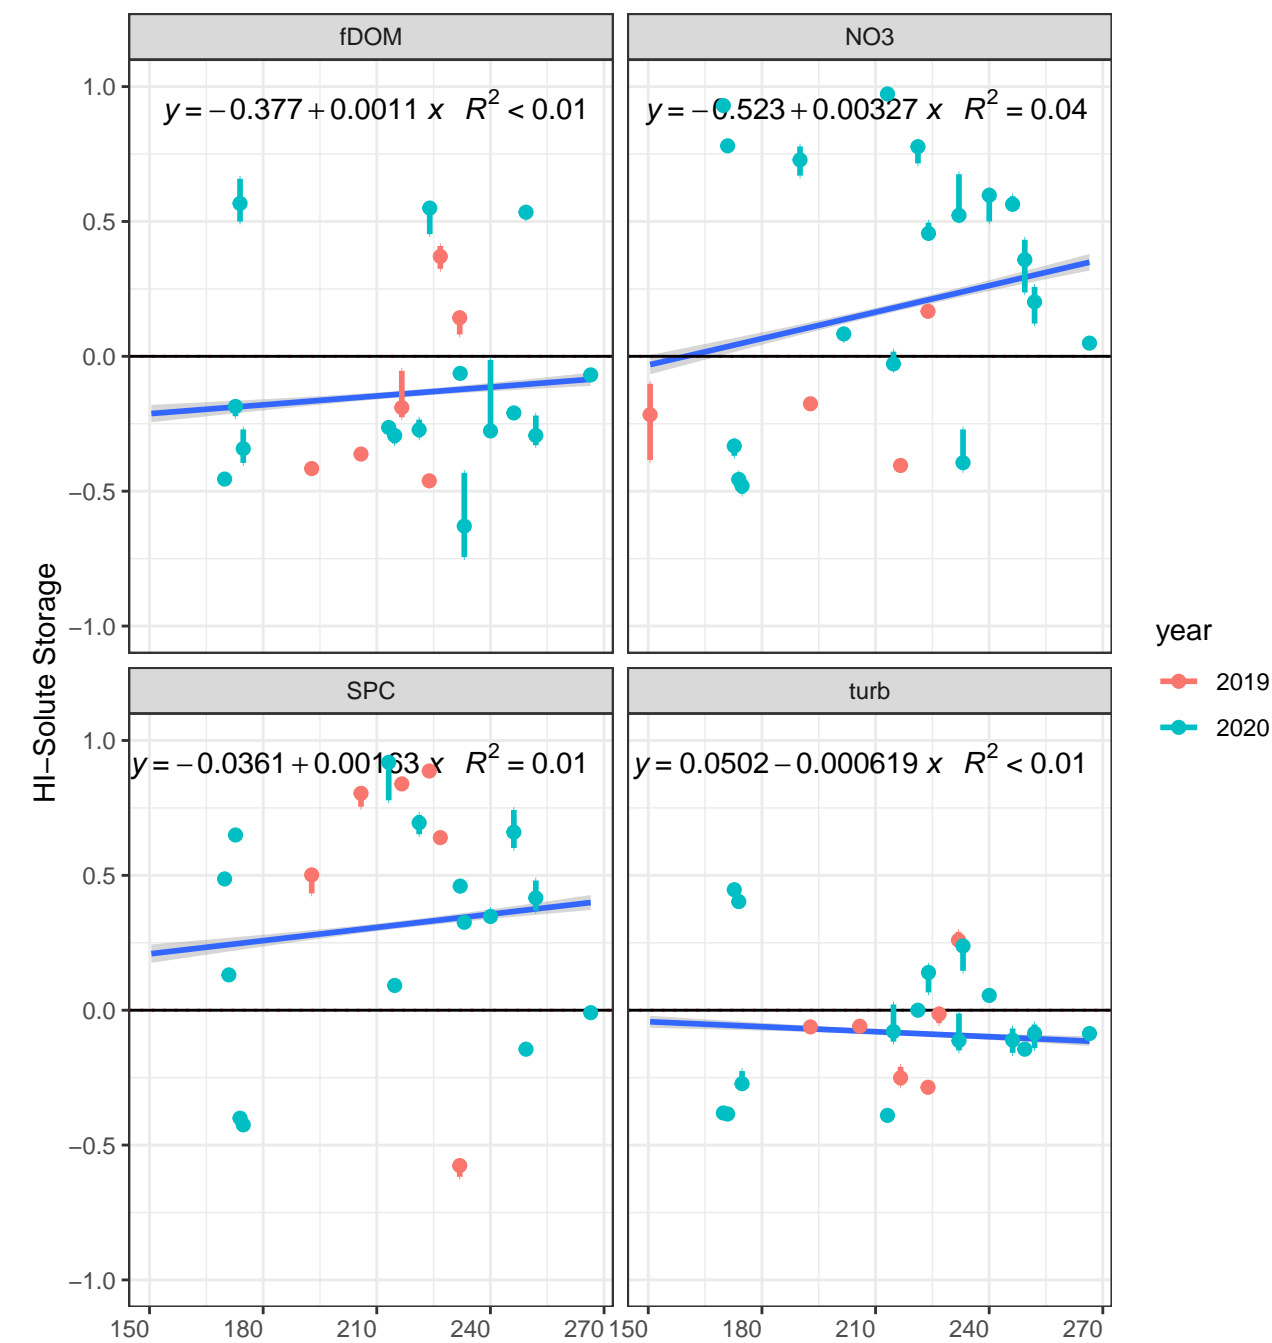 fDOM NO3
1.0
y = −0.377 + 0.0011 x R² < 0.01
y = −0.523 + 0.00327 x R² = 0.04
0.5
0.0
−0.5
−1.0
HI−Solute Storage
year
2019
2020
SPC turb
1.0
y = −0.0361 + 0.00163 x R² = 0.01
y = 0.0502 − 0.000619 x R² < 0.01
0.5
0.0
−0.5
−1.0
150 180 210 240 270 150 180 210 240 270